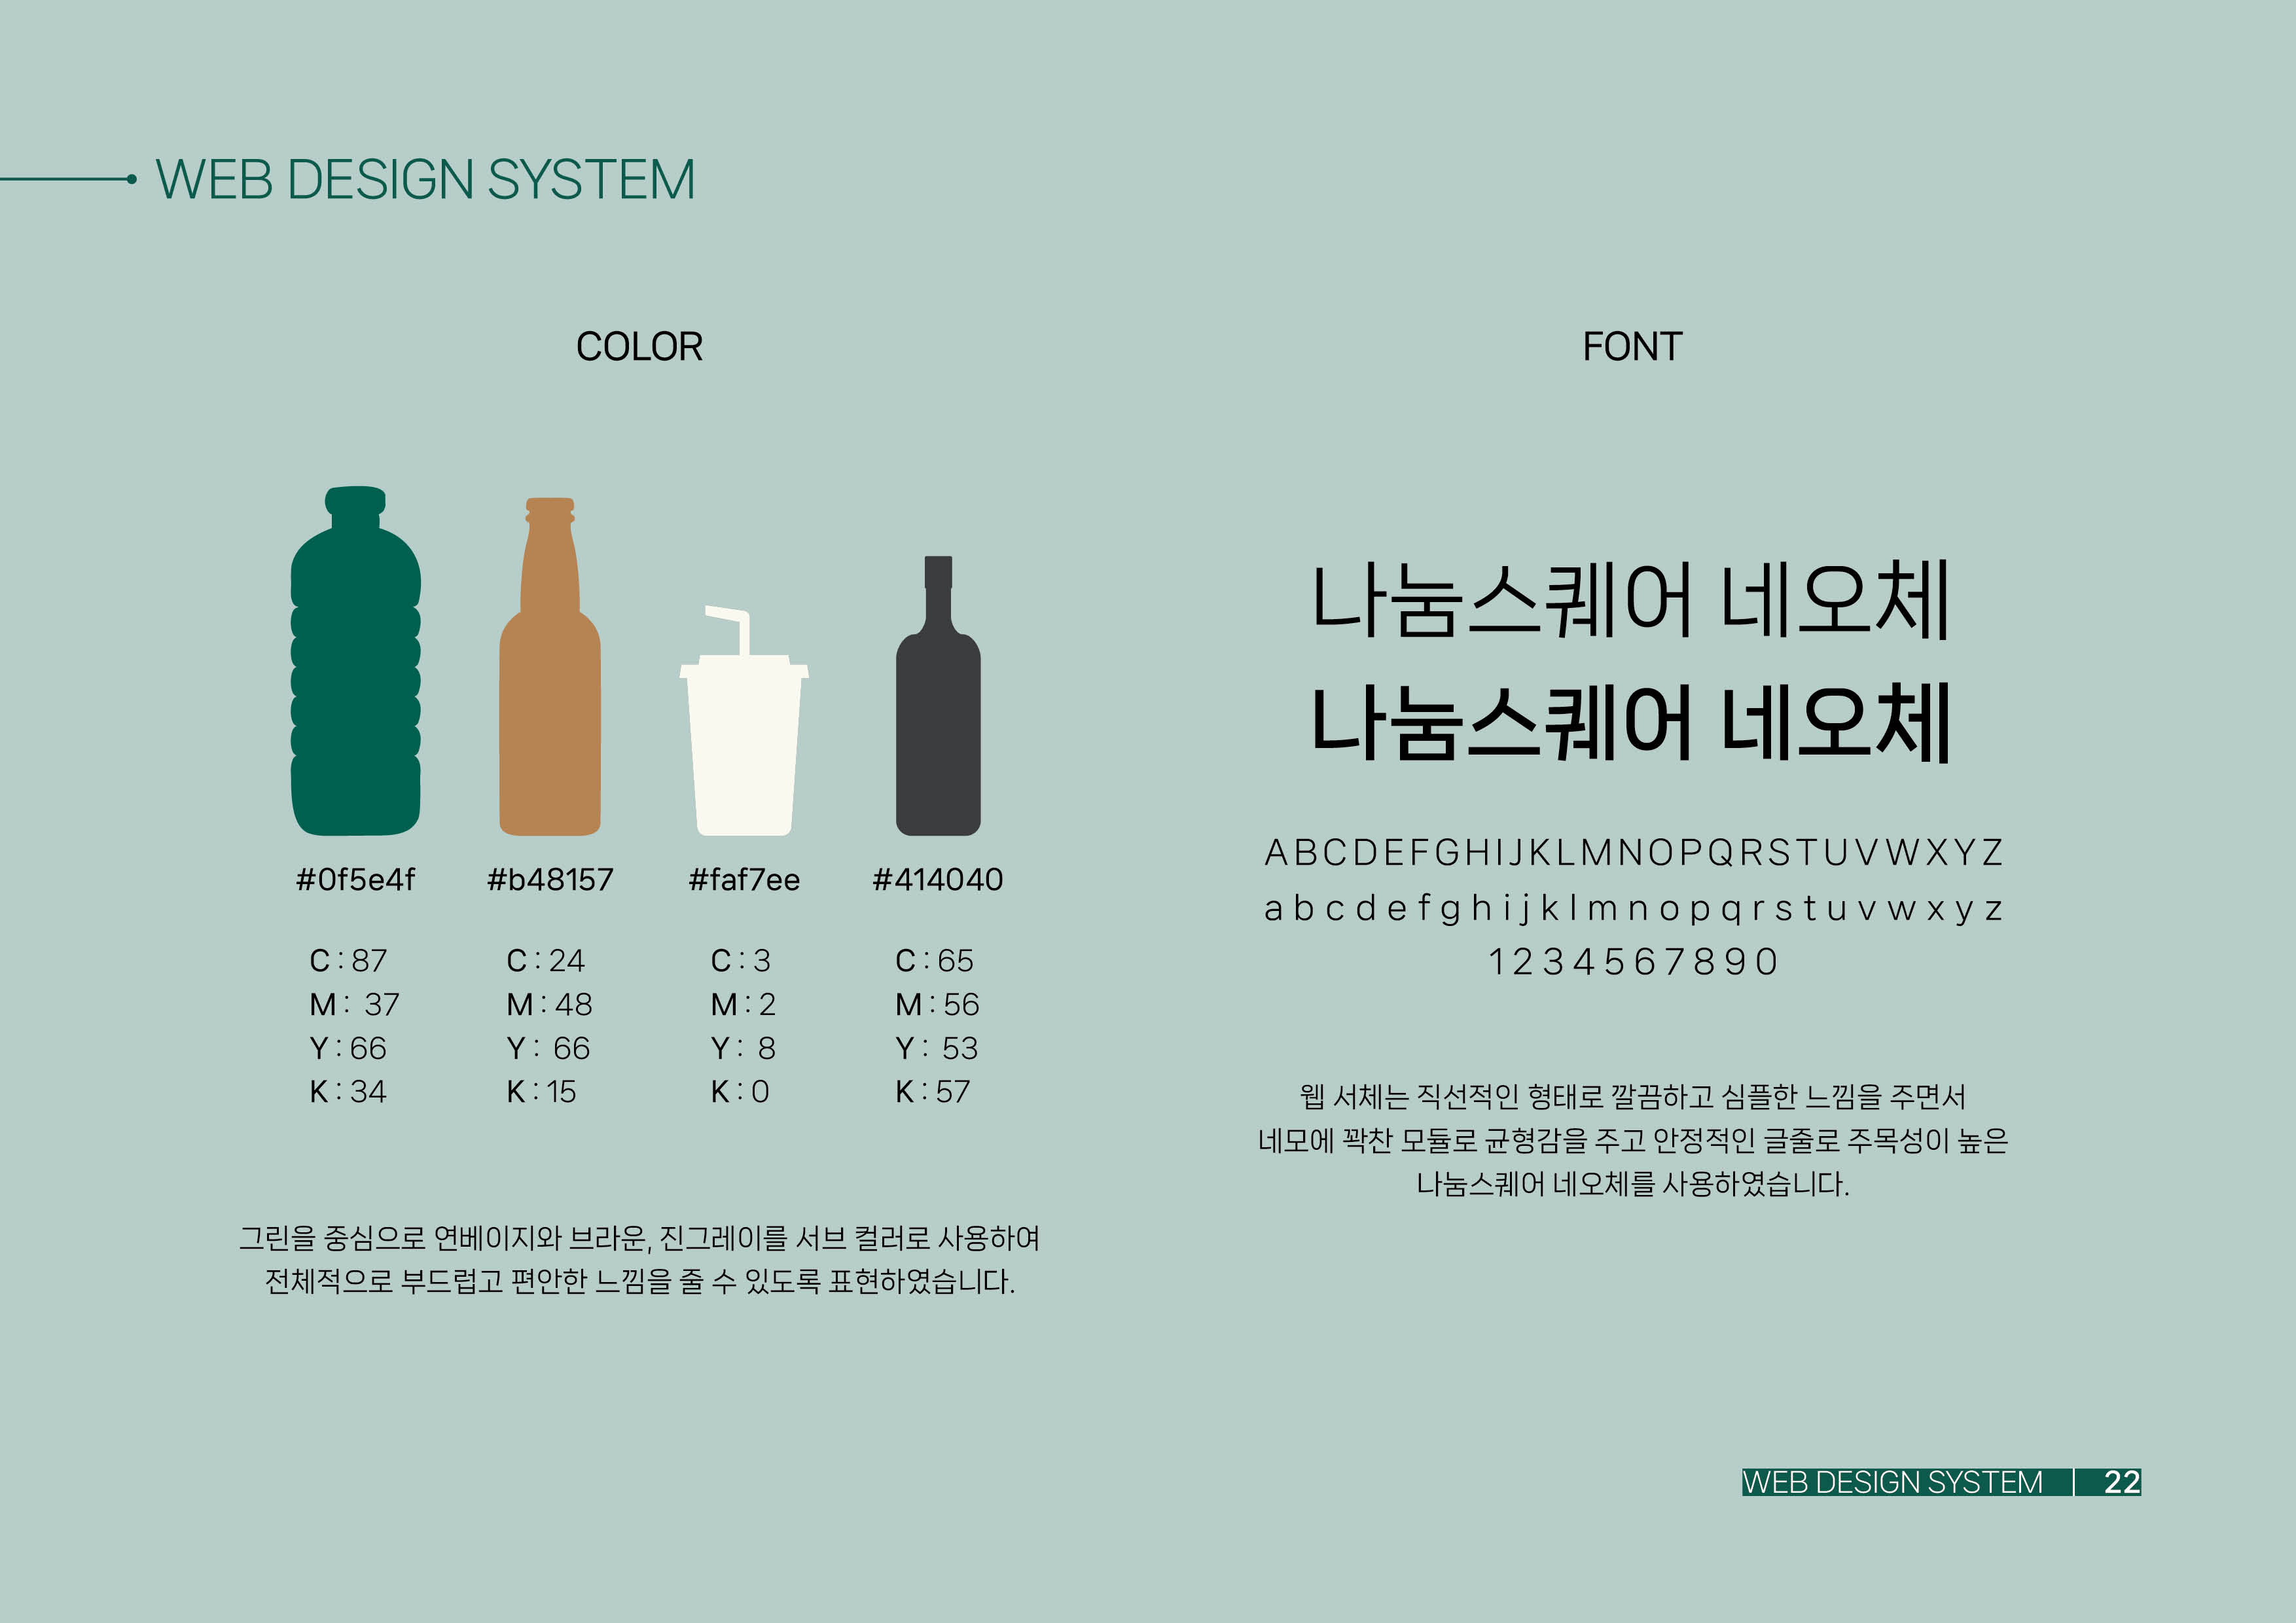 WEB DESIGN SYSTEM
COLOR
#0f5e4f
#b48157
#faf7ee
#414040
C : 87
M : 37
Y : 66
K : 34
C : 24
M : 48
Y : 66
K : 15
C : 3
M : 2
Y : 8
K : 0
C : 65
M : 56
Y : 53
K : 57
그린을 중심으로 연베이지와 브라운, 진그레이를 서브 컬러로 사용하여
전체적으로 부드럽고 편안한 느낌을 줄 수 있도록 표현하였습니다.
FONT
나눔스퀘어 네오체
나눔스퀘어 네오체
A B C D E F G H I J K L M N O P Q R S T U V W X Y Z
a b c d e f g h i j k l m n o p q r s t u v w x y z
1 2 3 4 5 6 7 8 9 0
웹 서체는 직선적인 형태로 깔끔하고 심플한 느낌을 주면서
네모에 꽉찬 모듈로 균형감을 주고 안정적인 글줄로 주목성이 높은
나눔스퀘어 네오체를 사용하였습니다.
WEB DESIGN SYSTEM | 22